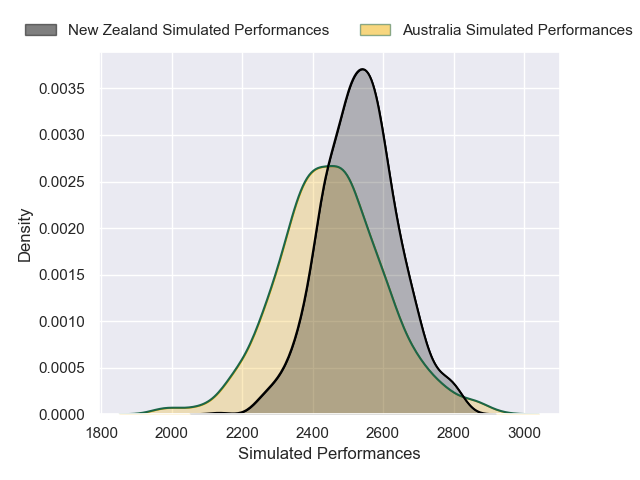 New Zealand Simulated Performances
Australia Simulated Performances
0.0035
0.0030
0.0025
0.0020
0.0015
0.0010
0.0005
0.0000
Density
1800 2000 2200 2400 2600 2800 3000
Simulated Performances